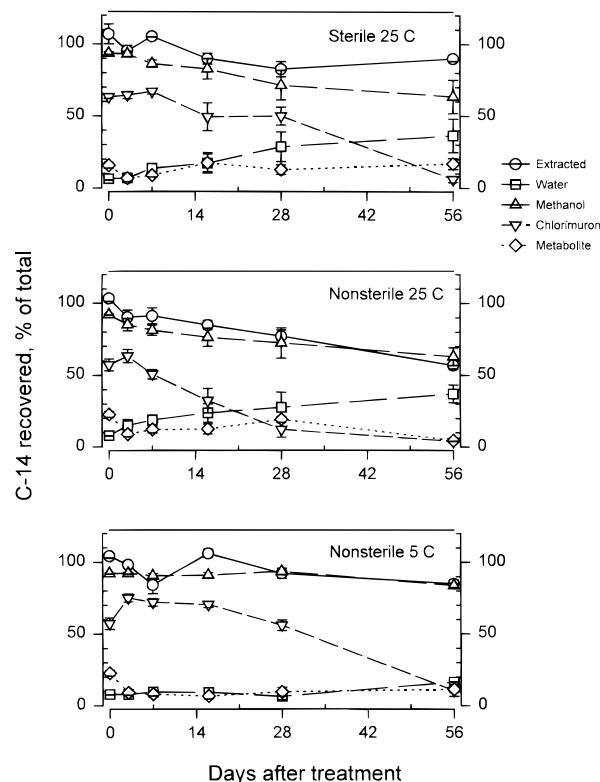 Sterile 25 C
100
50
0
100
50
0
0 14 28 42 56
Extracted
Water
Methanol
Chlorimuron
Metabolite
C-14 recovered, % of total
Nonsterile 25 C
100
50
0
100
50
0
0 14 28 42 56
Nonsterile 5 C
100
50
0
100
50
0
0 14 28 42 56
Days after treatment